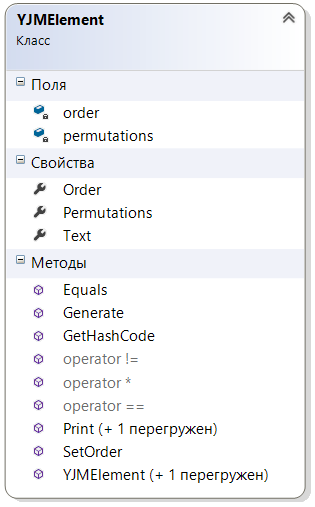 YJMElement
Класс
Поля
order
permutations
Свойства
Order
Permutations
Text
Методы
Equals
Generate
GetHashCode
operator !=
operator *
operator ==
Print (+ 1 перегружен)
SetOrder
YJMElement (+ 1 перегружен)